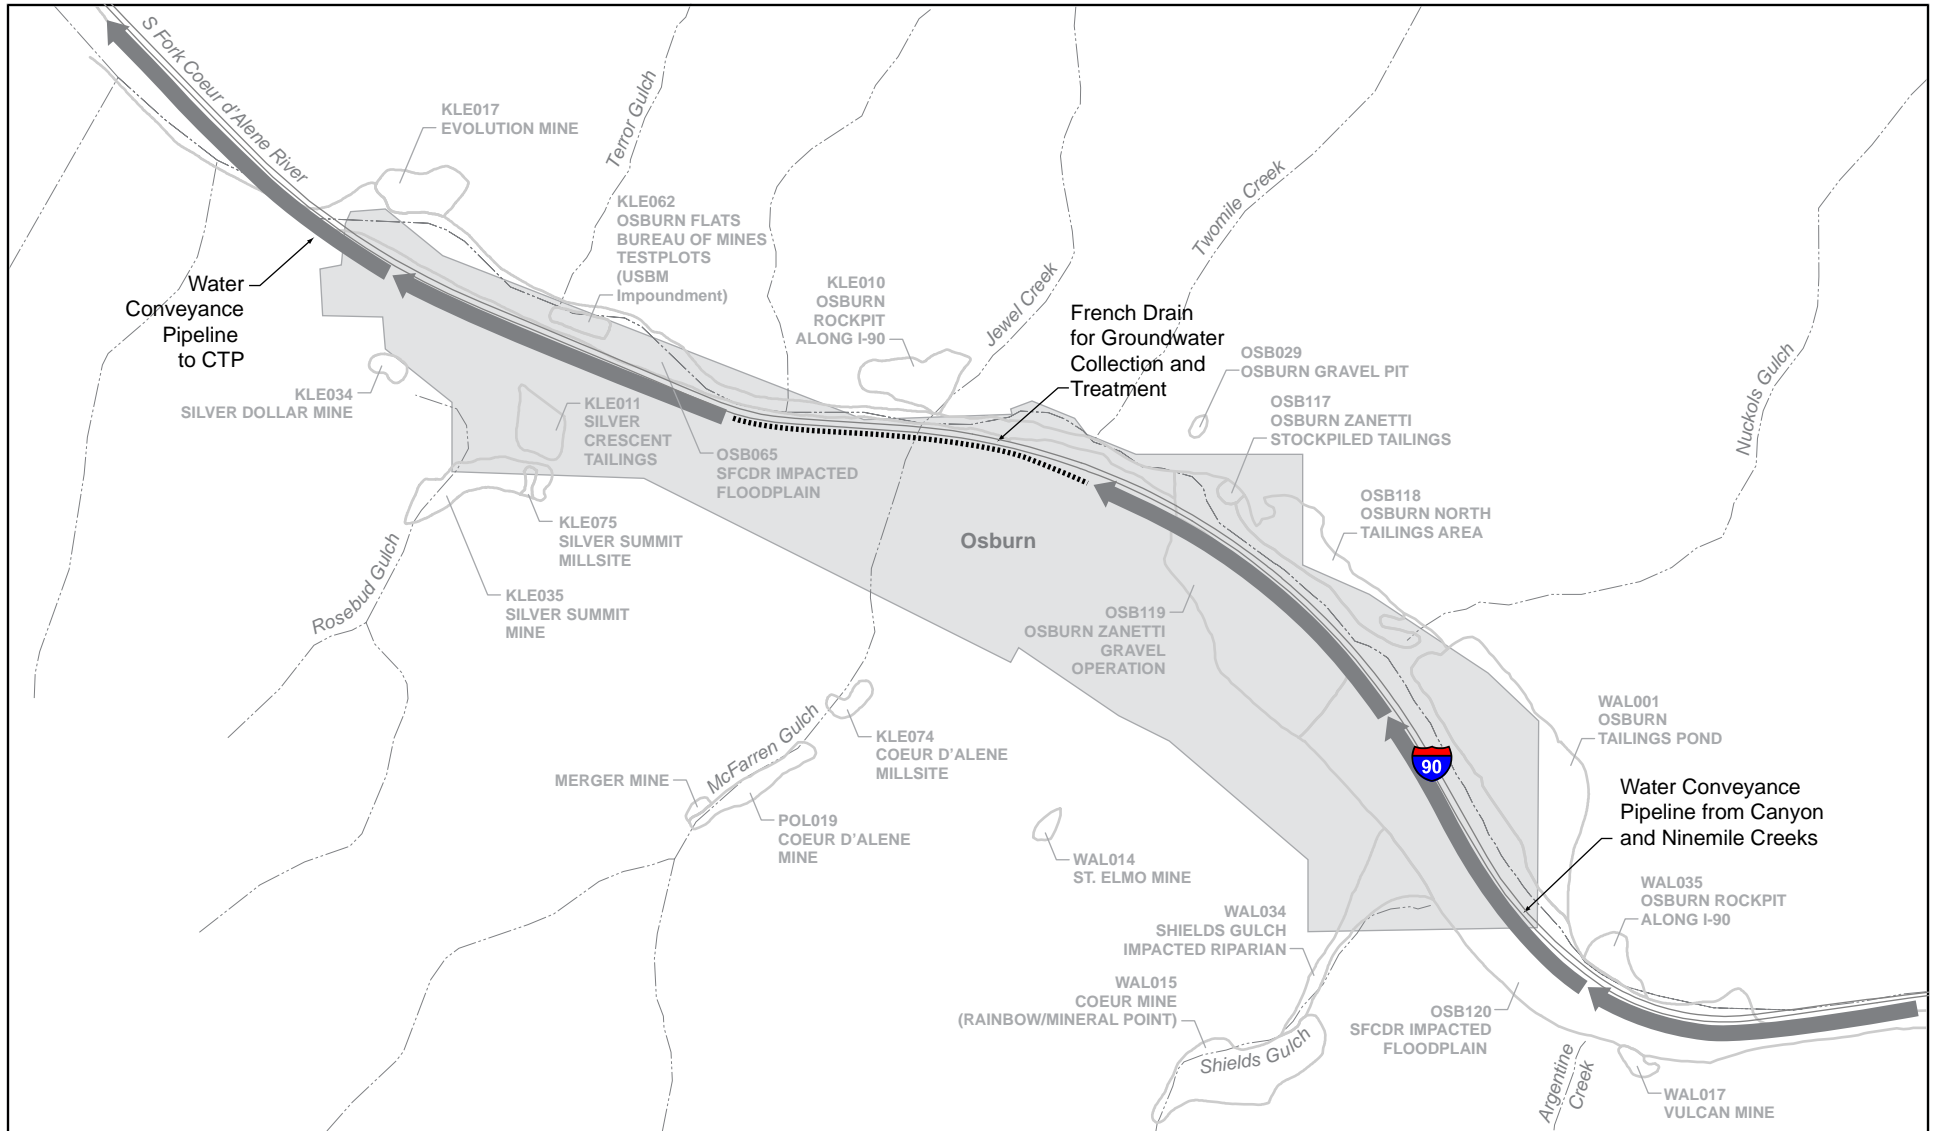 S Fork Coeur d'Alene River
KLE017
EVOLUTION MINE
Terror Gulch
KLE062
OSBURN FLATS
BUREAU OF MINES
TESTPLOTS
(USBM
Impoundment)
Twomile Creek
Water
Conveyance
Pipeline
to CTP
KLE010
OSBURN
ROCKPIT
ALONG I-90
Jewel Creek
French Drain
for Groundwater
Collection and
Treatment
OSB029
OSBURN GRAVEL PIT
Nuckols Gulch
KLE034
SILVER DOLLAR MINE
KLE011
SILVER
CRESCENT
TAILINGS
OSB117
OSBURN ZANETTI
STOCKPILED TAILINGS
OSB065
SFCDR IMPACTED
FLOODPLAIN
OSB118
OSBURN NORTH
TAILINGS AREA
KLE075
SILVER SUMMIT
MILLSITE
Osburn
Rosebud Gulch
KLE035
SILVER SUMMIT
MINE
OSB119
OSBURN ZANETTI
GRAVEL
OPERATION
WAL001
OSBURN
TAILINGS POND
McFarren Gulch
KLE074
COEUR D'ALENE
MILLSITE
MERGER MINE
90
Water Conveyance
Pipeline from Canyon
and Ninemile Creeks
POL019
COEUR D'ALENE
MINE
WAL014
ST. ELMO MINE
WAL035
OSBURN ROCKPIT
ALONG I-90
WAL034
SHIELDS GULCH
IMPACTED RIPARIAN
WAL015
COEUR MINE
(RAINBOW/MINERAL POINT)
OSB120
SFCDR IMPACTED
FLOODPLAIN
Shields Gulch
Argentine
Creek
WAL017
VULCAN MINE